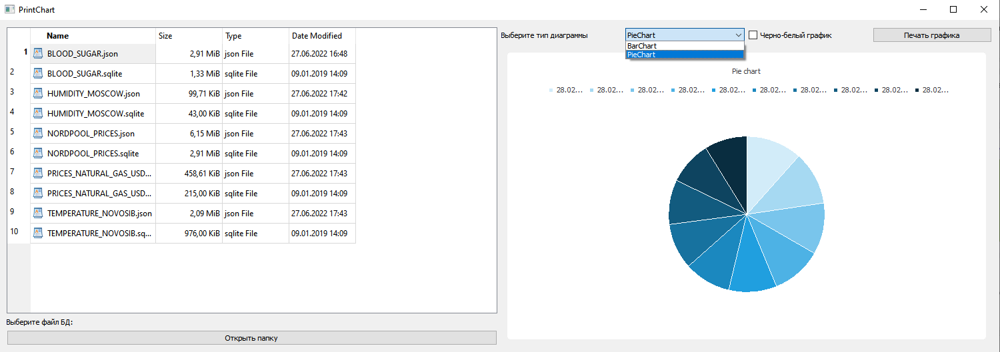 PrintChart
Name Size Type Date Modified
1 BLOOD_SUGAR.json 2,91 MiB json File 27.06.2022 16:48
2 BLOOD_SUGAR.sqlite 1,33 MiB sqlite File 09.01.2019 14:09
3 HUMIDITY_MOSCOW.json 99,71 KiB json File 27.06.2022 17:42
4 HUMIDITY_MOSCOW.sqlite 43,00 KiB sqlite File 09.01.2019 14:09
5 NORDPOOL_PRICES.json 6,15 MiB json File 27.06.2022 17:43
6 NORDPOOL_PRICES.sqlite 2,91 MiB sqlite File 09.01.2019 14:09
7 PRICES_NATURAL_GAS_USD... 458,61 KiB json File 27.06.2022 17:43
8 PRICES_NATURAL_GAS_USD... 215,00 KiB sqlite File 09.01.2019 14:09
9 TEMPERATURE_NOVOSIB.json 2,09 MiB json File 27.06.2022 17:43
10 TEMPERATURE_NOVOSIB.sq... 976,00 KiB sqlite File 09.01.2019 14:09
Выберите файл БД:
Открыть папку
Выберите тип диаграммы PieChart Черно-белый график Печать графика
BarChart
PieChart
Pie chart
28.02... 28.02... 28.02... 28.02... 28.02... 28.02... 28.02... 28.02... 28.02... 28.02...